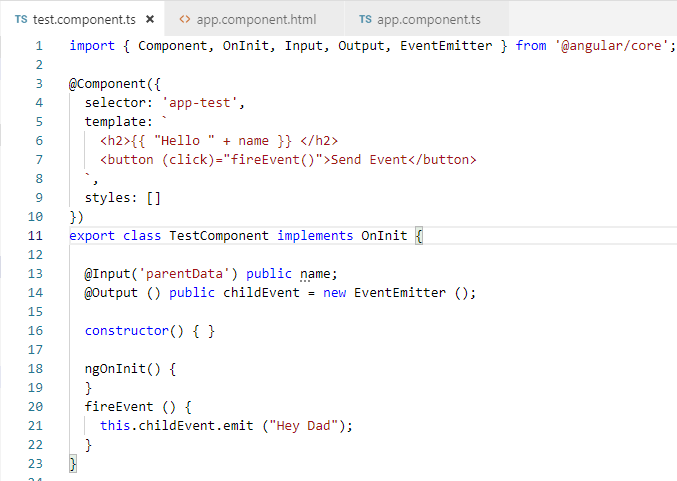 TS test.component.ts × <> app.component.html TS app.component.ts
1 import { Component, OnInit, Input, Output, EventEmitter } from '@angular/core';
2
3 @Component({
4   selector: 'app-test',
5   template: `
6     <h2>{{ "Hello " + name }} </h2>
7     <button (click)="fireEvent()">Send Event</button>
8   `,
9   styles: []
10 })
11 export class TestComponent implements OnInit {
12
13   @Input('parentData') public name;
14   @Output () public childEvent = new EventEmitter ();
15
16   constructor() { }
17
18   ngOnInit() {
19   }
20   fireEvent () {
21     this.childEvent.emit ("Hey Dad");
22   }
23 }